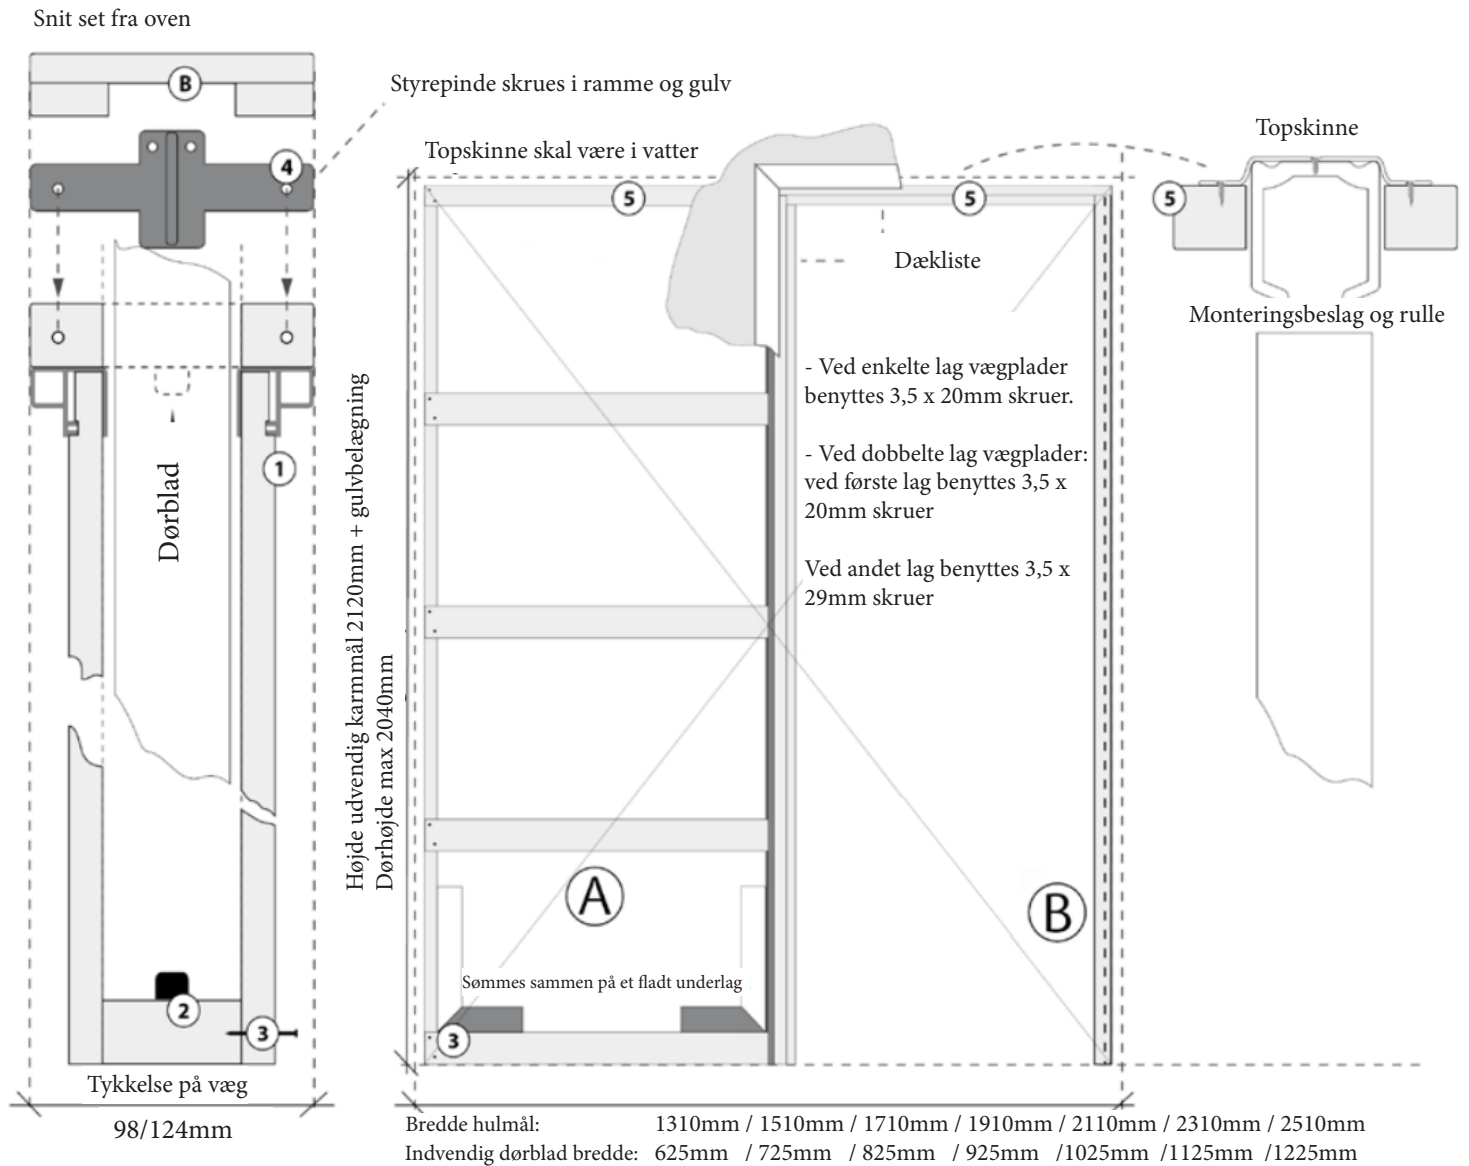 Snit set fra oven
B
Styrepinde skrues i ramme og gulv
4
Topskinne skal være i vatter
5
5
Topskinne
5
Dækliste
Monteringsbeslag og rulle
- Ved enkelte lag vægplader
benyttes 3,5 x 20mm skruer.
- Ved dobbelte lag vægplader:
ved første lag benyttes 3,5 x
20mm skruer
Ved andet lag benyttes 3,5 x
29mm skruer
1
Dørblad
Højde udvendig karmmål 2120mm + gulvbelægning
Dørhøjde max 2040mm
A
B
Sømmes sammen på et fladt underlag
2
3
3
Tykkelse på væg
98/124mm
Bredde hulmål: 1310mm / 1510mm / 1710mm / 1910mm / 2110mm / 2310mm / 2510mm
Indvendig dørblad bredde: 625mm / 725mm / 825mm / 925mm /1025mm /1125mm /1225mm